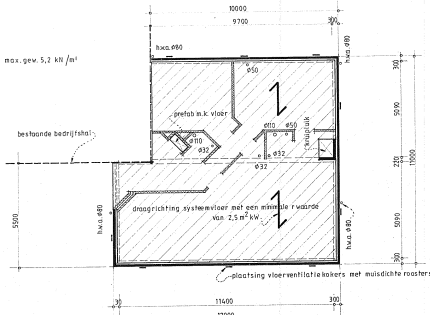 10000
9700
300
h.w.a. ø80
h.w.a. ø80
max. gew. 5,2 kN/m²
ø50
300
prefab m.k. vloer
5090
bestaande bedrijfshal
ø110
ø32
ø110
ø50
kruipluik
ø32
ø32
220
11000
draagrichting systeemvloer met een minimale r waarde
van 2,5 m² kW
5500
h.w.a. ø80
5090
h.w.a. ø80
300
plaatsing vloerventilatiekokers met muisdichte roosters
30
11400
300